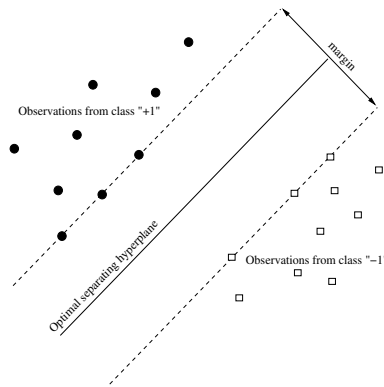 margin
Observations from class "+1"
Optimal separating hyperplane
Observations from class "−1"